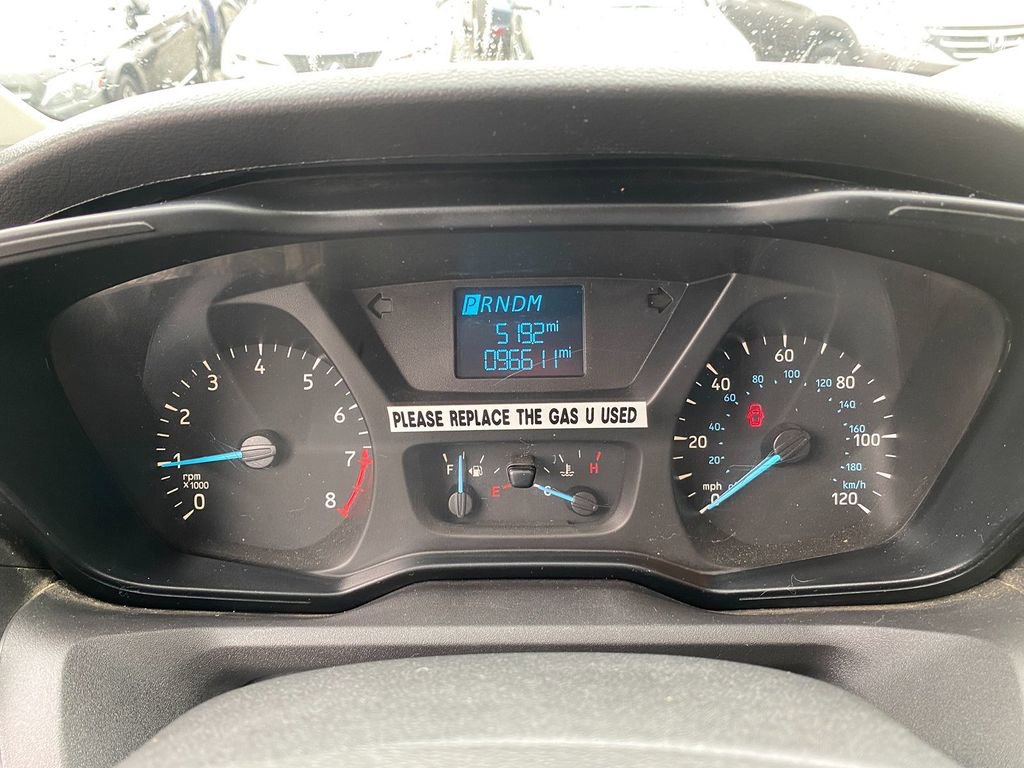 PRNDM
519.2 mi
096611 mi
PLEASE REPLACE THE GAS U USED
0 1 2 3 4 5 6 7 8
rpm
x1000
F E
C H
0 20 40 60 80 100 120
mph
20 40 60 80 100 120 140 160 180
km/h